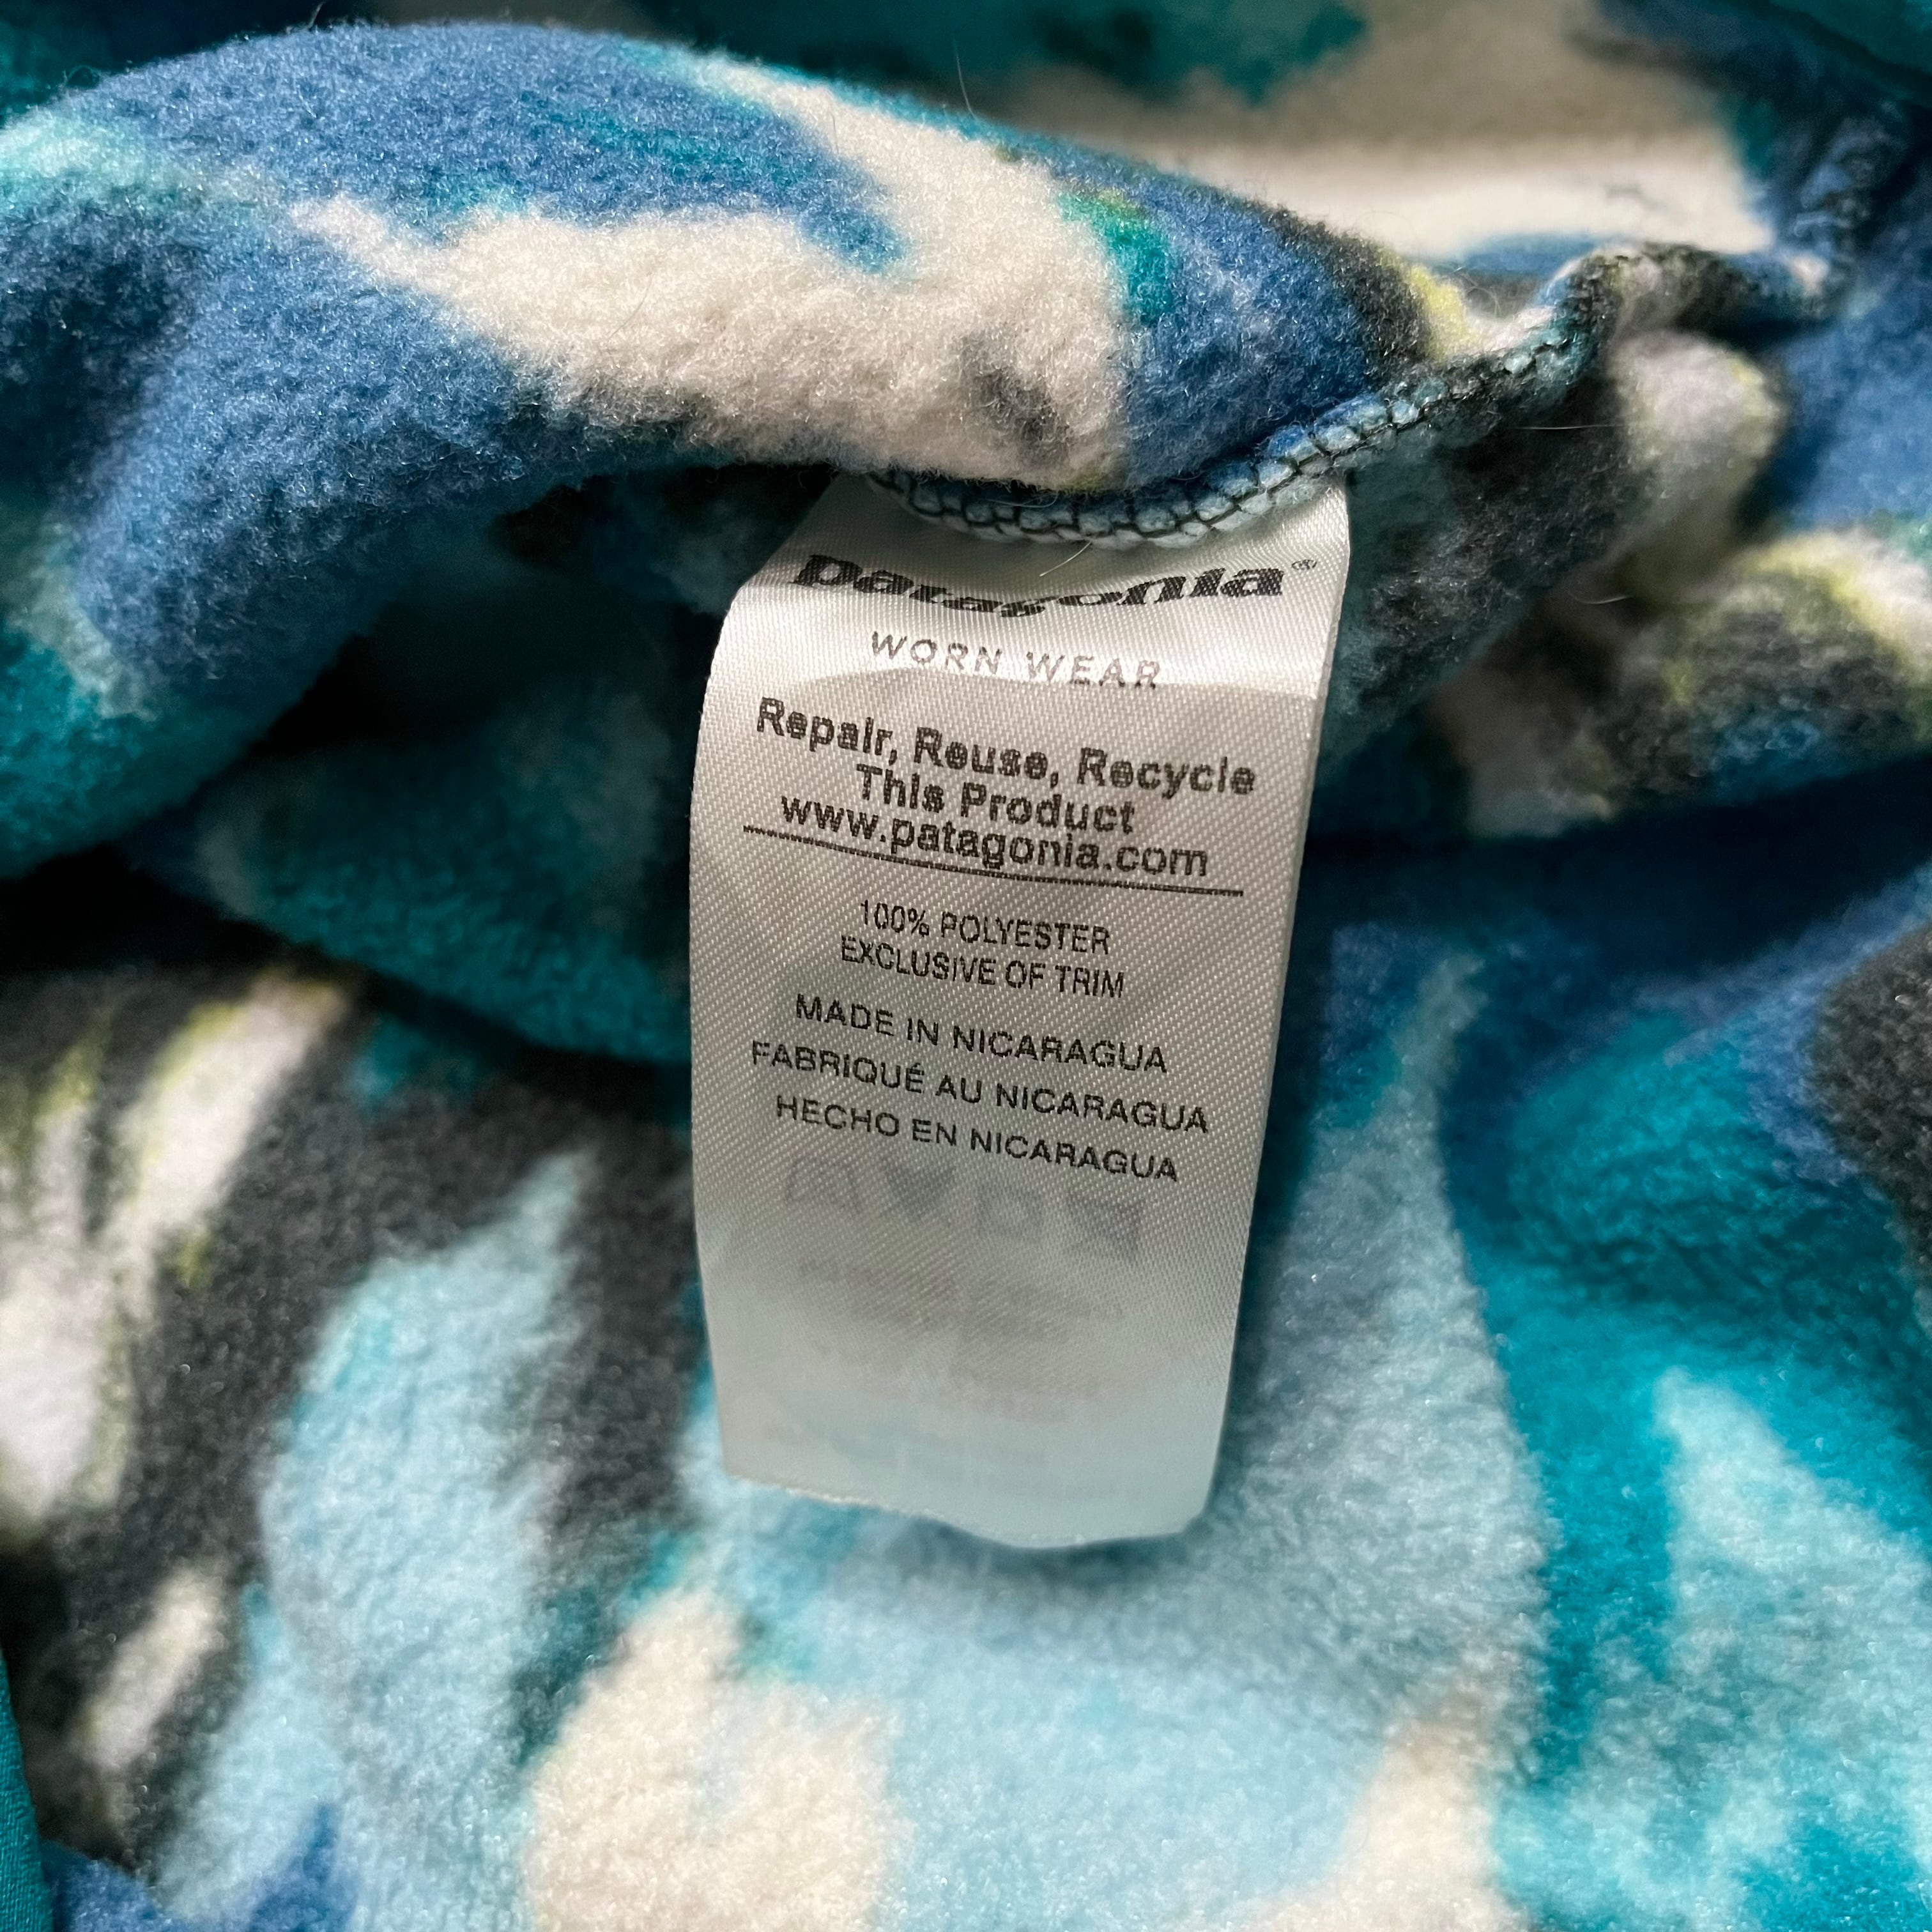 patagonia®
WORN WEAR
Repair, Reuse, Recycle
This Product
www.patagonia.com
100% POLYESTER
EXCLUSIVE OF TRIM
MADE IN NICARAGUA
FABRIQUÉ AU NICARAGUA
HECHO EN NICARAGUA